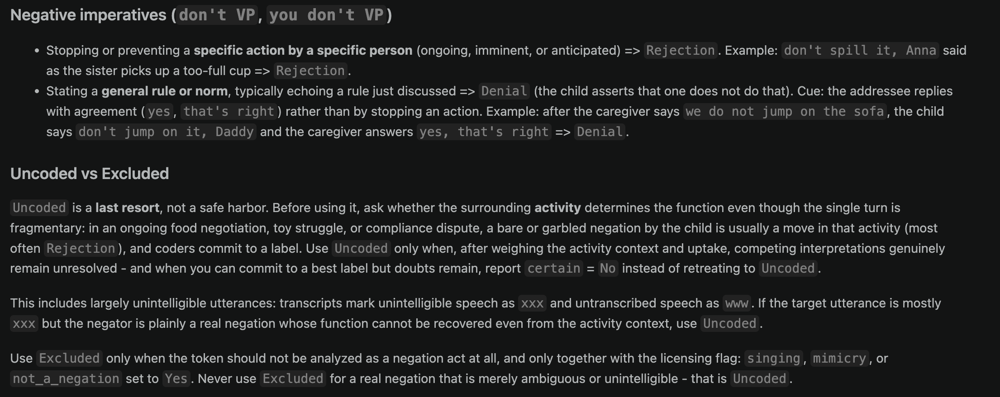 Negative imperatives (don't VP, you don't VP)
• Stopping or preventing a specific action by a specific person (ongoing, imminent, or anticipated) => Rejection. Example: don't spill it, Anna said
as the sister picks up a too-full cup => Rejection.
• Stating a general rule or norm, typically echoing a rule just discussed => Denial (the child asserts that one does not do that). Cue: the addressee replies
with agreement (yes, that's right) rather than by stopping an action. Example: after the caregiver says we do not jump on the sofa, the child
says don't jump on it, Daddy and the caregiver answers yes, that's right => Denial.
Uncoded vs Excluded
Uncoded is a last resort, not a safe harbor. Before using it, ask whether the surrounding activity determines the function even though the single turn is
fragmentary: in an ongoing food negotiation, toy struggle, or compliance dispute, a bare or garbled negation by the child is usually a move in that activity (most
often Rejection), and coders commit to a label. Use Uncoded only when, after weighing the activity context and uptake, competing interpretations genuinely
remain unresolved - and when you can commit to a best label but doubts remain, report certain = No instead of retreating to Uncoded.
This includes largely unintelligible utterances: transcripts mark unintelligible speech as xxx and untranscribed speech as www. If the target utterance is mostly
xxx but the negator is plainly a real negation whose function cannot be recovered even from the activity context, use Uncoded.
Use Excluded only when the token should not be analyzed as a negation act at all, and only together with the licensing flag: singing, mimicry, or
not_a_negation set to Yes. Never use Excluded for a real negation that is merely ambiguous or unintelligible - that is Uncoded.